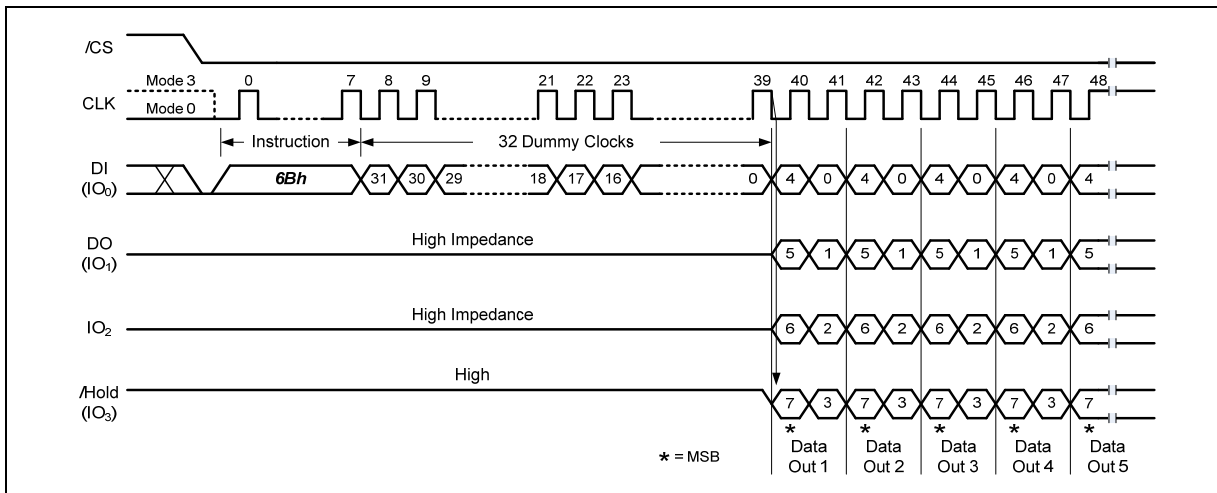 /CS
Mode 3 0 7 8 9 21 22 23 39 40 41 42 43 44 45 46 47 48
CLK
Mode 0
Instruction 32 Dummy Clocks
DI
(IO0) 6Bh 31 30 29 18 17 16 0 4 0 4 0 4 0 4 0 4
High Impedance
DO
(IO1) 5 1 5 1 5 1 5 1 5
High Impedance
IO2 6 2 6 2 6 2 6 2 6
High
/Hold
(IO3) 7 3 7 3 7 3 7 3 7
* * * * *
* = MSB
Data Out 1
Data Out 2
Data Out 3
Data Out 4
Data Out 5